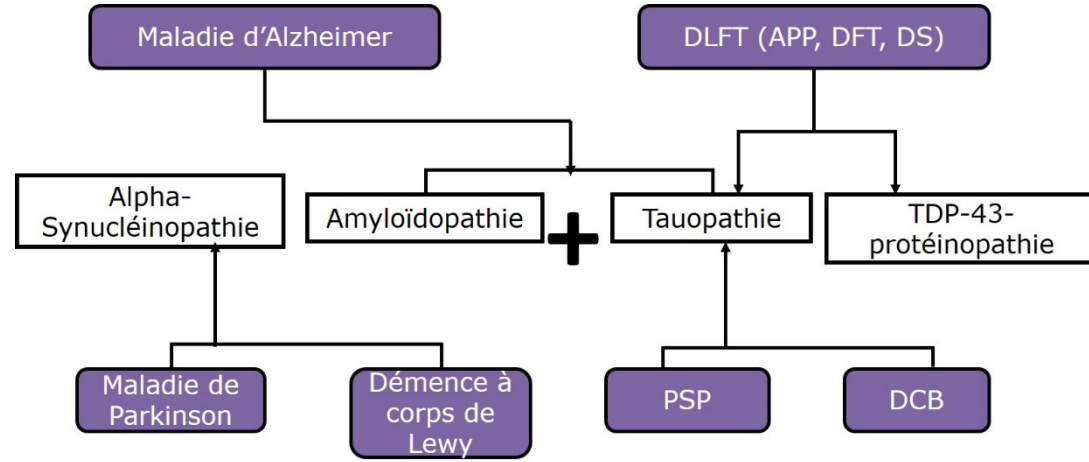 Maladie d'Alzheimer
DLFT (APP, DFT, DS)
Alpha-
Synucléinopathie
Amyloïdopathie
Tauopathie
TDP-43-
protéinopathie
Maladie de
Parkinson
Démence à
corps de
Lewy
PSP
DCB